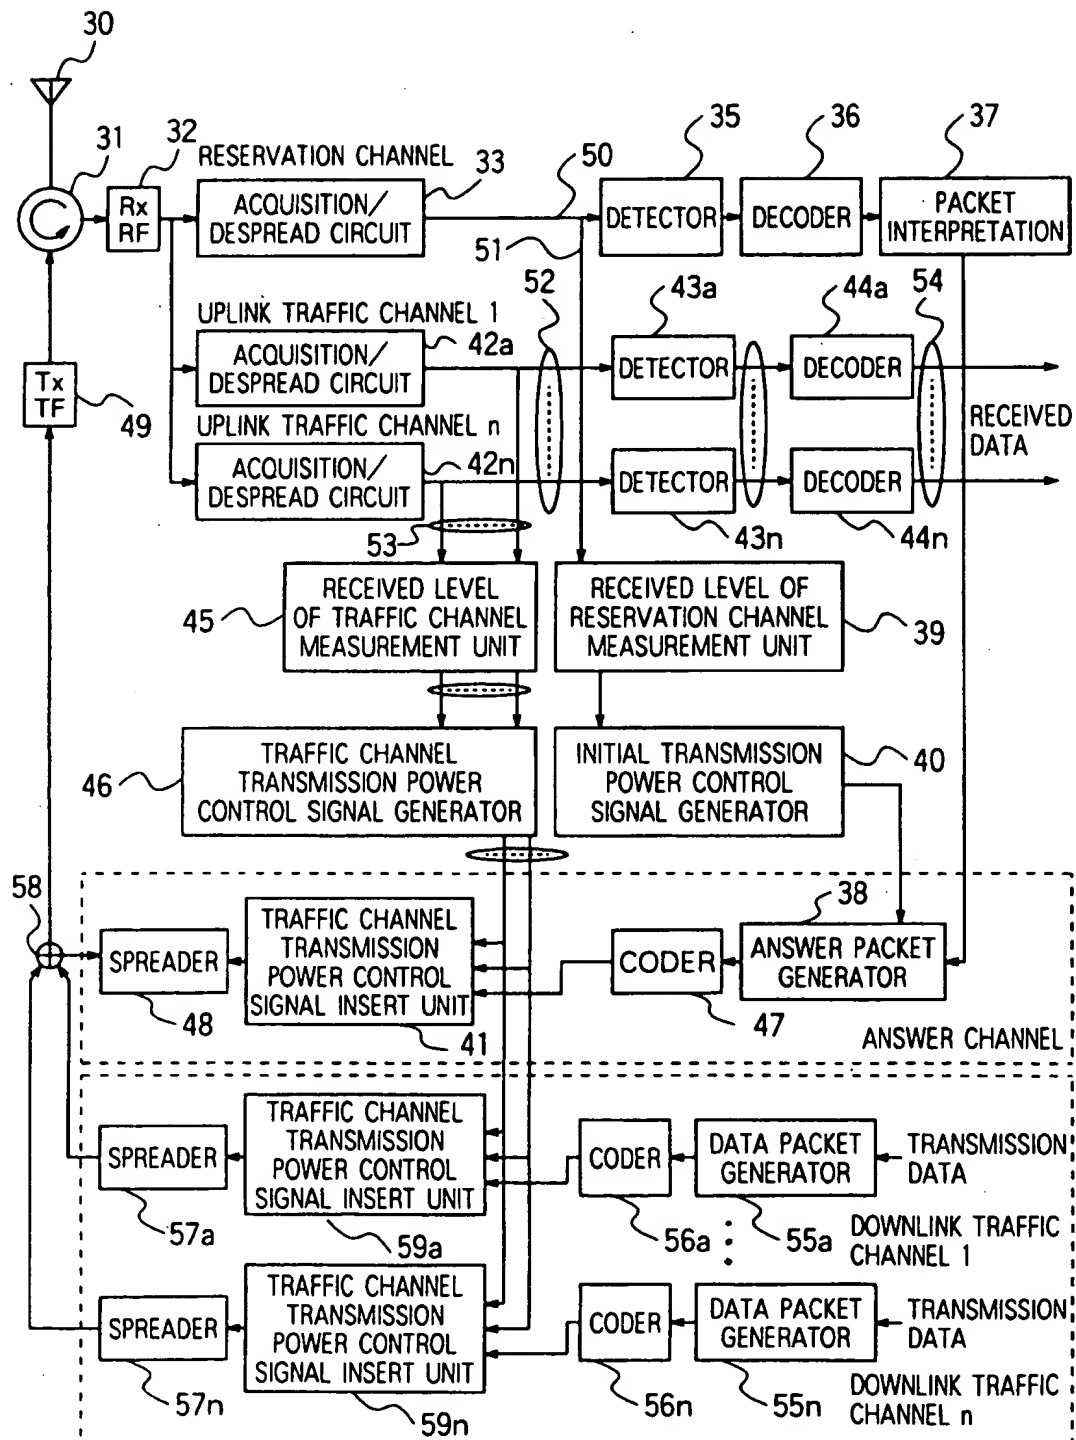 30
31
32
RESERVATION CHANNEL
33
50
35
36
37
Rx
RF
ACQUISITION/
DESPREAD CIRCUIT
DETECTOR
DECODER
PACKET
INTERPRETATION
51
52
43a
44a
54
UPLINK TRAFFIC CHANNEL 1
42a
ACQUISITION/
DESPREAD CIRCUIT
DETECTOR
DECODER
Tx
TF
49
RECEIVED
DATA
UPLINK TRAFFIC CHANNEL n
42n
ACQUISITION/
DESPREAD CIRCUIT
DETECTOR
DECODER
53
43n
44n
45
RECEIVED LEVEL
OF TRAFFIC CHANNEL
MEASUREMENT UNIT
RECEIVED LEVEL OF
RESERVATION CHANNEL
MEASUREMENT UNIT
39
46
TRAFFIC CHANNEL
TRANSMISSION POWER
CONTROL SIGNAL GENERATOR
INITIAL TRANSMISSION
POWER CONTROL
SIGNAL GENERATOR
40
58
38
SPREADER
TRAFFIC CHANNEL
TRANSMISSION
POWER CONTROL
SIGNAL INSERT UNIT
CODER
ANSWER PACKET
GENERATOR
48
41
47
ANSWER CHANNEL
SPREADER
TRAFFIC CHANNEL
TRANSMISSION
POWER CONTROL
SIGNAL INSERT UNIT
CODER
DATA PACKET
GENERATOR
TRANSMISSION
DATA
57a
59a
56a
55a
DOWNLINK TRAFFIC
CHANNEL 1
SPREADER
TRAFFIC CHANNEL
TRANSMISSION
POWER CONTROL
SIGNAL INSERT UNIT
CODER
DATA PACKET
GENERATOR
TRANSMISSION
DATA
57n
59n
56n
55n
DOWNLINK TRAFFIC
CHANNEL n